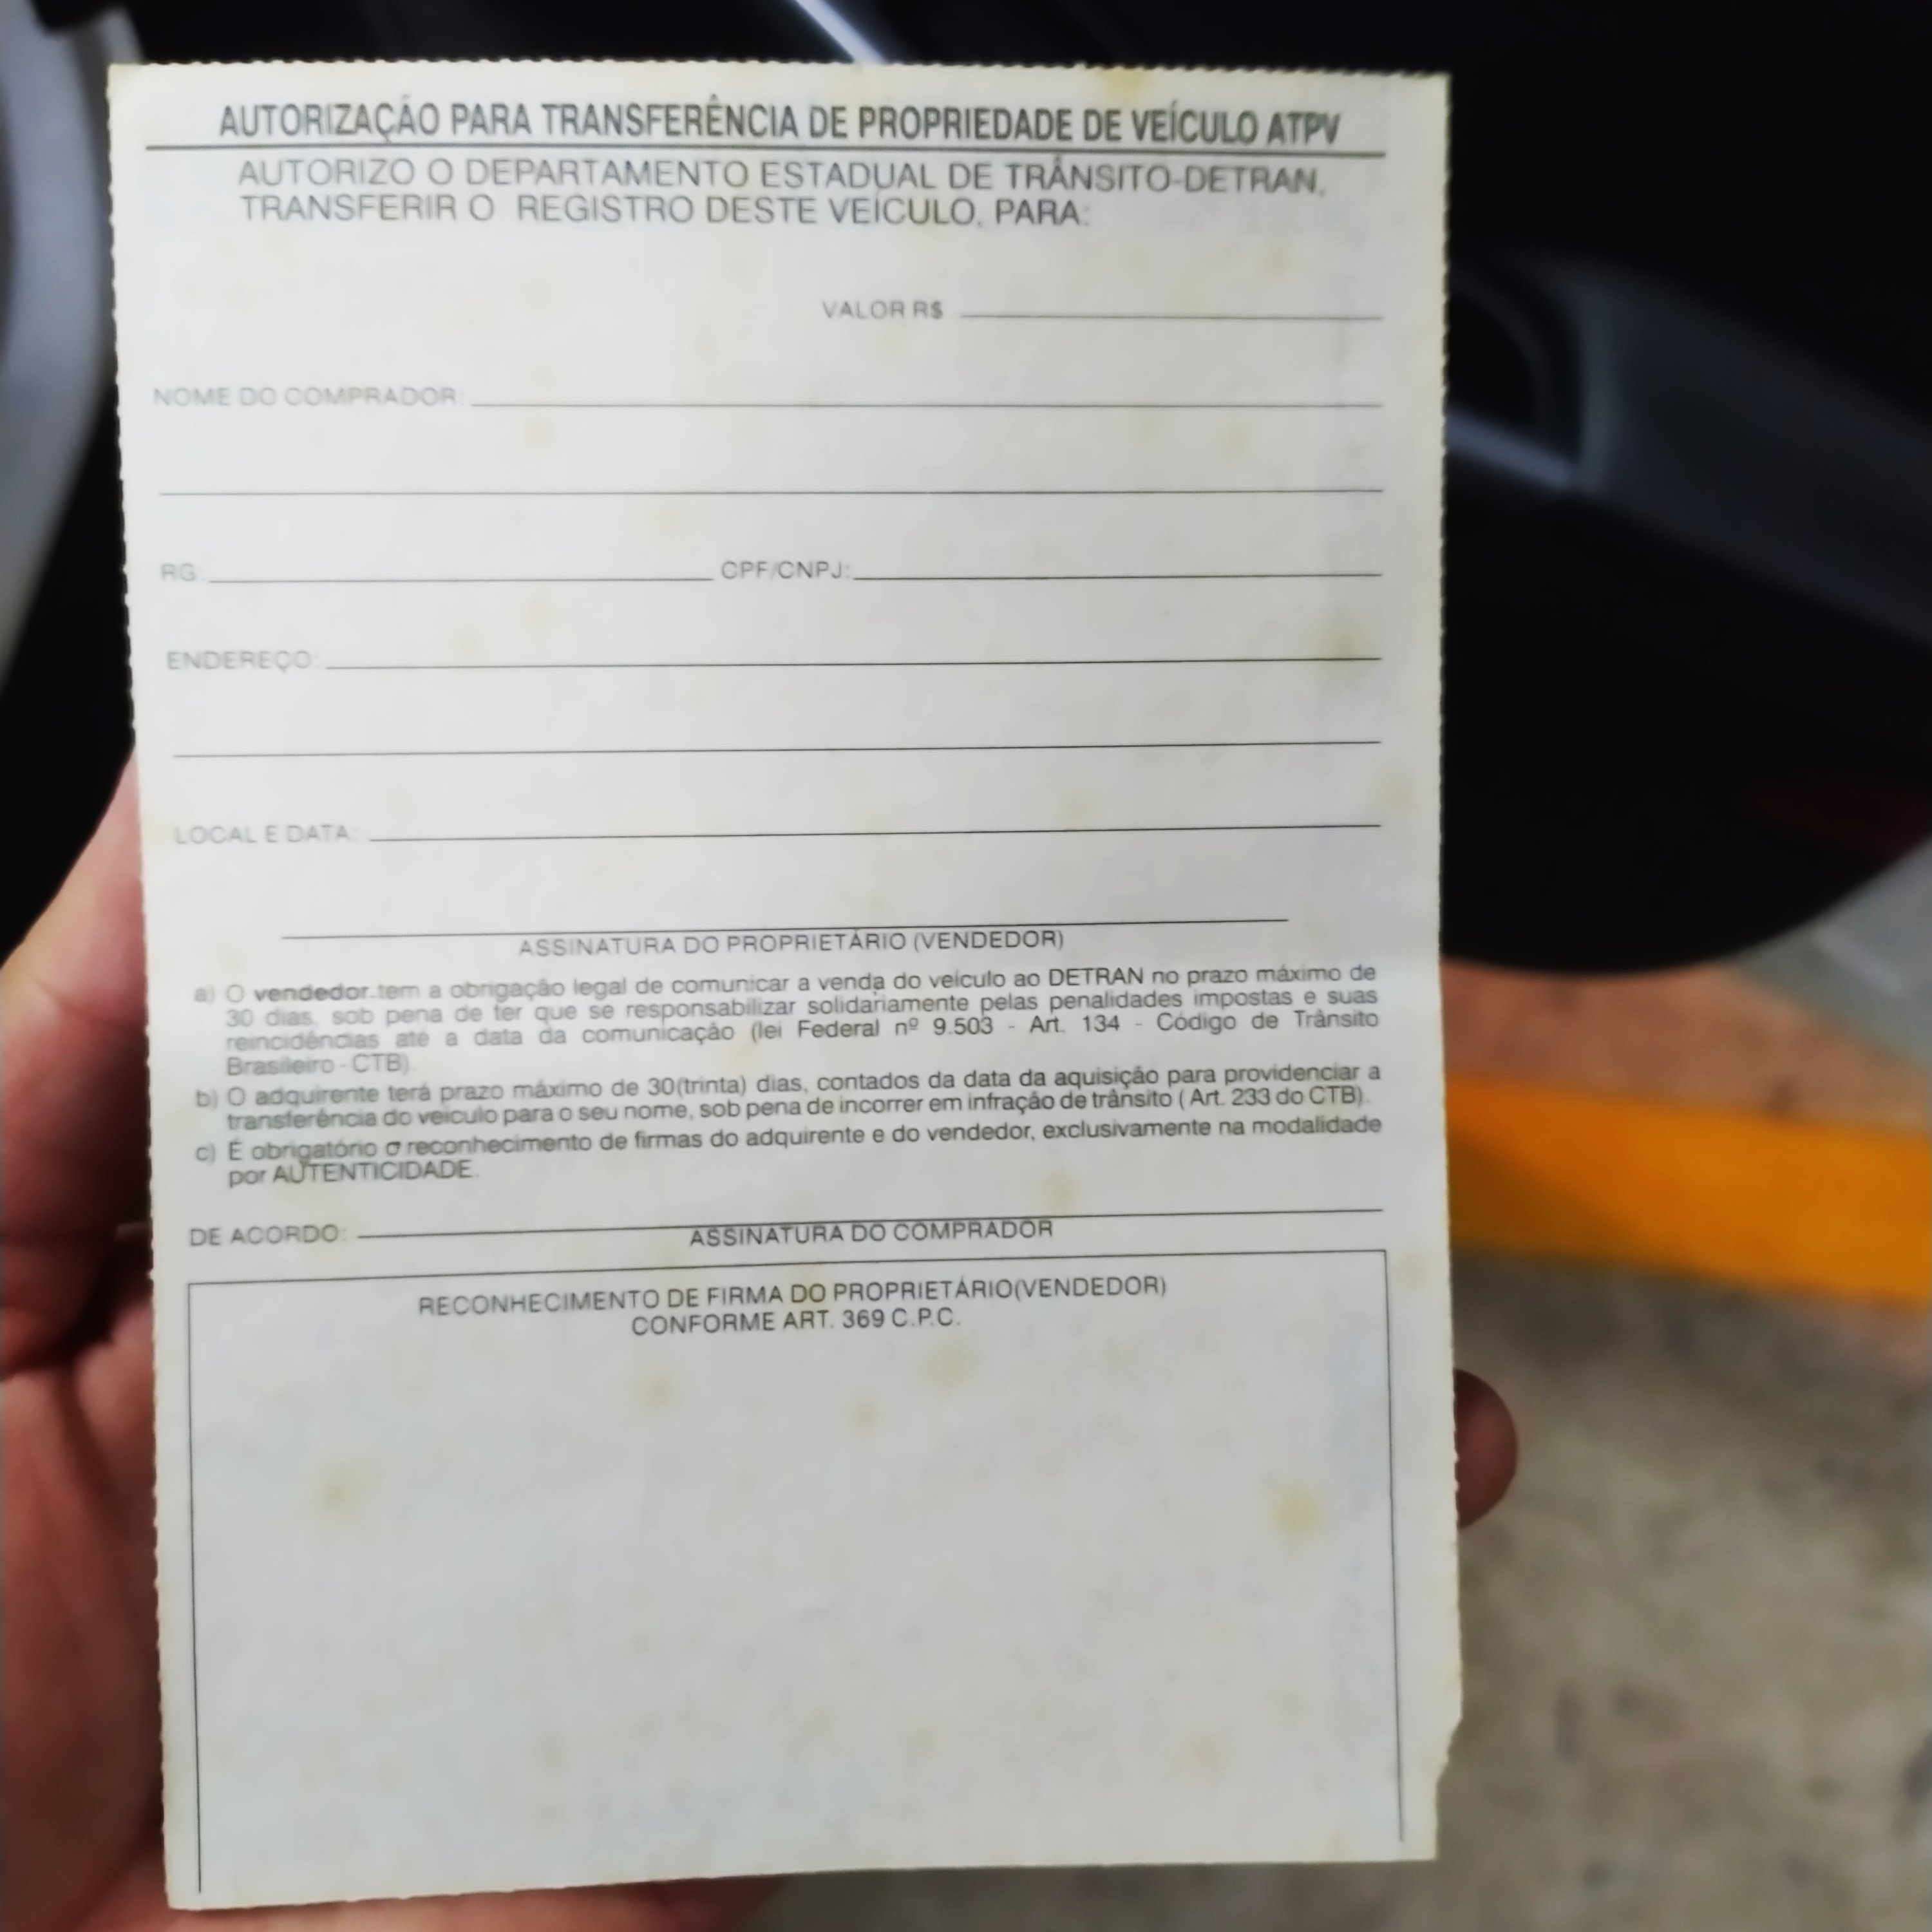 AUTORIZAÇÃO PARA TRANSFERÊNCIA DE PROPRIEDADE DE VEÍCULO ATPV
AUTORIZO O DEPARTAMENTO ESTADUAL DE TRÂNSITO-DETRAN,
TRANSFERIR O REGISTRO DESTE VEÍCULO, PARA:
VALOR R$
NOME DO COMPRADOR:
RG: CPF/CNPJ:
ENDEREÇO:
LOCAL E DATA:
ASSINATURA DO PROPRIETÁRIO (VENDEDOR)
a) O vendedor tem a obrigação legal de comunicar a venda do veículo ao DETRAN no prazo máximo de
30 dias, sob pena de ter que se responsabilizar solidariamente pelas penalidades impostas e suas
reincidências até a data da comunicação (lei Federal nº 9.503 - Art. 134 - Código de Trânsito
Brasileiro - CTB).
b) O adquirente terá prazo máximo de 30(trinta) dias, contados da data da aquisição para providenciar a
transferência do veículo para o seu nome, sob pena de incorrer em infração de trânsito ( Art. 233 do CTB).
c) É obrigatório o reconhecimento de firmas do adquirente e do vendedor, exclusivamente na modalidade
por AUTENTICIDADE.
DE ACORDO:
ASSINATURA DO COMPRADOR
RECONHECIMENTO DE FIRMA DO PROPRIETÁRIO(VENDEDOR)
CONFORME ART. 369 C.P.C.